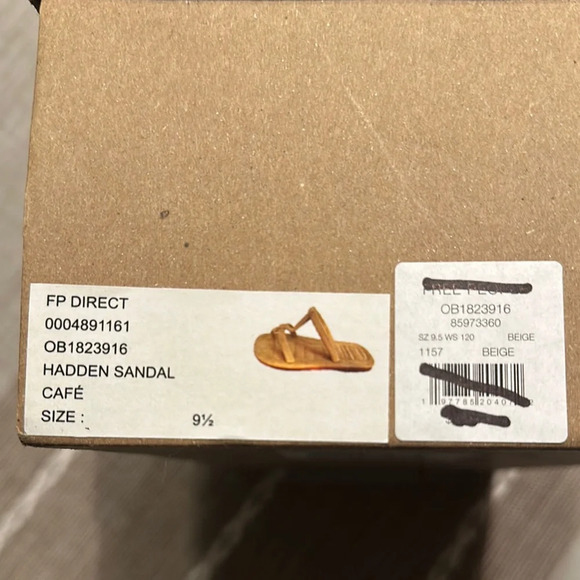 FP DIRECT
0004891161
OB1823916
HADDEN SANDAL
CAFÉ
SIZE : 9½
OB1823916
85973360
SZ 9.5 WS 120 BEIGE
1157 BEIGE